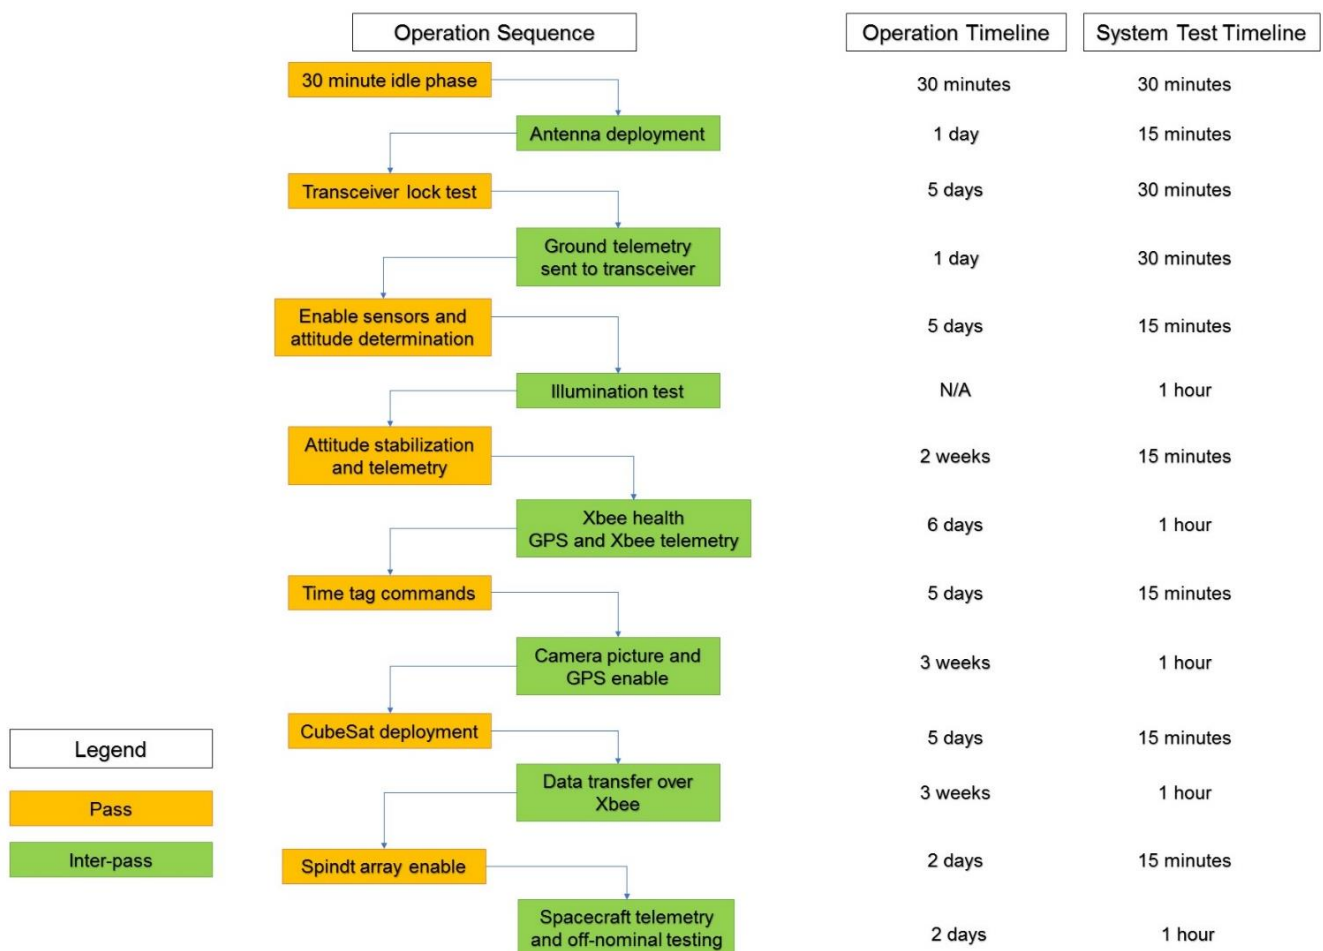 Operation Sequence
Operation Timeline
System Test Timeline
30 minute idle phase
30 minutes
30 minutes
Antenna deployment
1 day
15 minutes
Transceiver lock test
5 days
30 minutes
Ground telemetry
sent to transceiver
1 day
30 minutes
Enable sensors and
attitude determination
5 days
15 minutes
Illumination test
N/A
1 hour
Attitude stabilization
and telemetry
2 weeks
15 minutes
Xbee health
GPS and Xbee telemetry
6 days
1 hour
Time tag commands
5 days
15 minutes
Camera picture and
GPS enable
3 weeks
1 hour
CubeSat deployment
5 days
15 minutes
Data transfer over
Xbee
3 weeks
1 hour
Spindt array enable
2 days
15 minutes
Spacecraft telemetry
and off-nominal testing
2 days
1 hour
Legend
Pass
Inter-pass